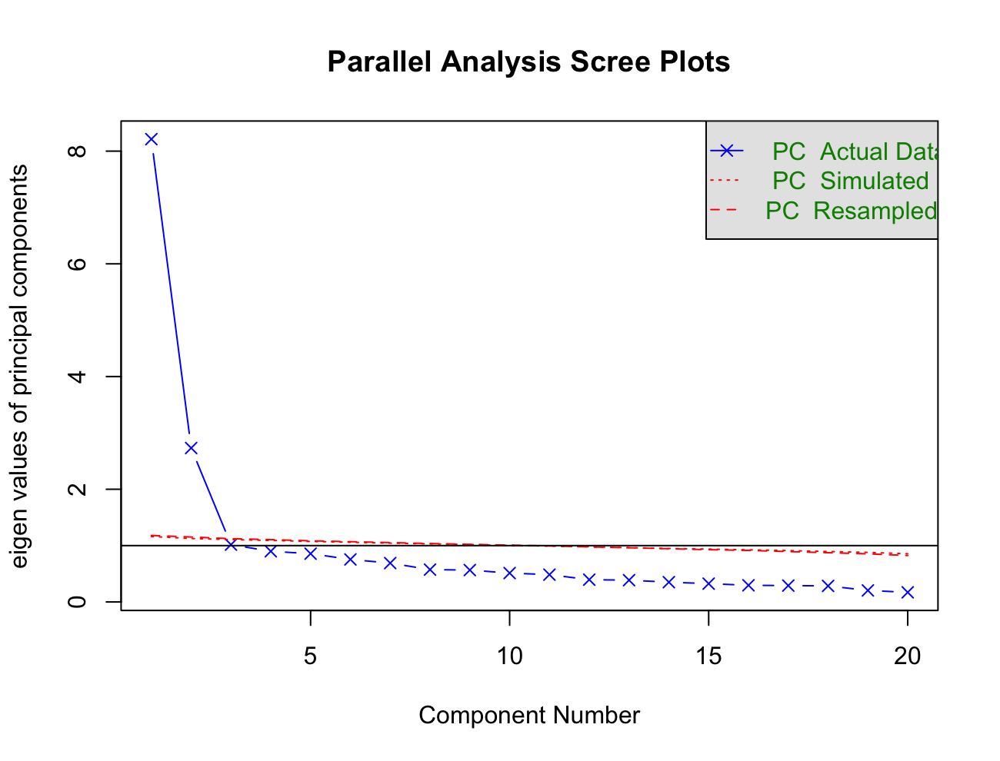 Parallel Analysis Scree Plots
eigen values of principal components
8
6
4
2
0
PC Actual Data
PC Simulated
PC Resampled
5 10 15 20
Component Number